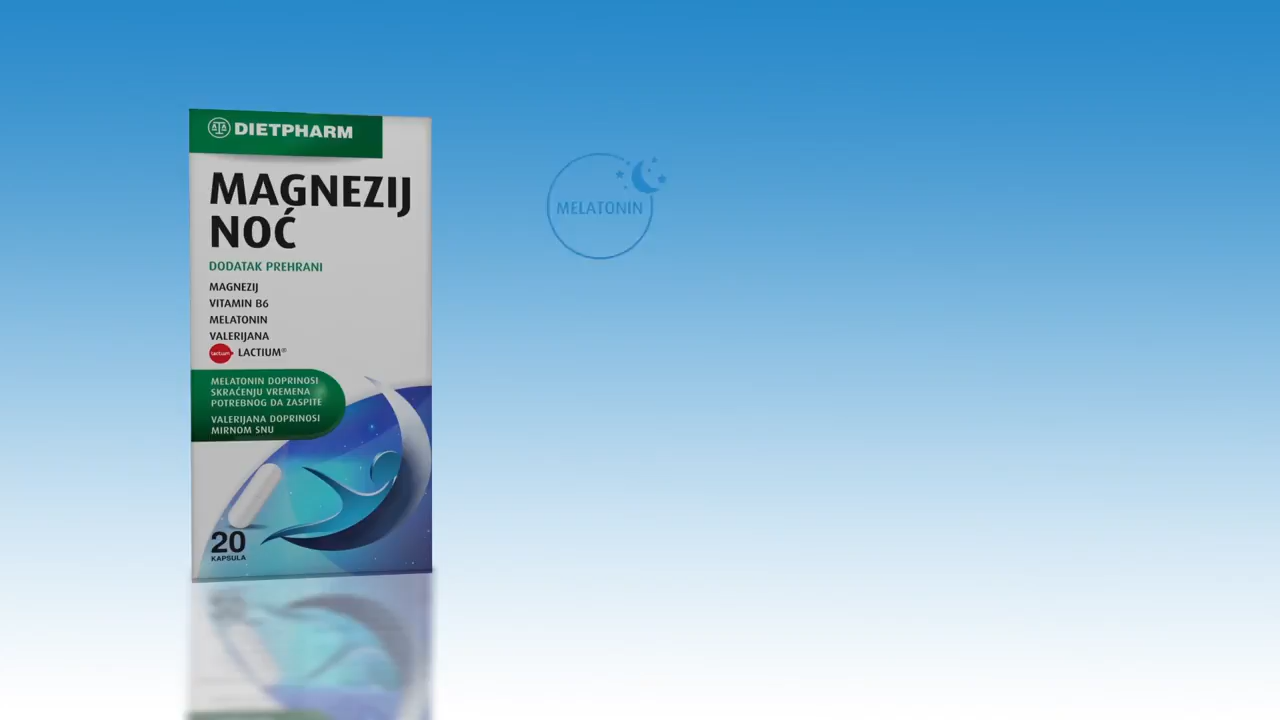 DIETPHARM
MAGNEZIJ
NOĆ
DODATAK PREHRANI
MAGNEZIJ
VITAMIN B6
MELATONIN
VALERIJANA
lactium LACTIUM®
MELATONIN DOPRINOSI
SKRAĆENJU VREMENA
POTREBNOG DA ZASPITE
VALERIJANA DOPRINOSI
MIRNOM SNU
20
KAPSULA
MELATONIN